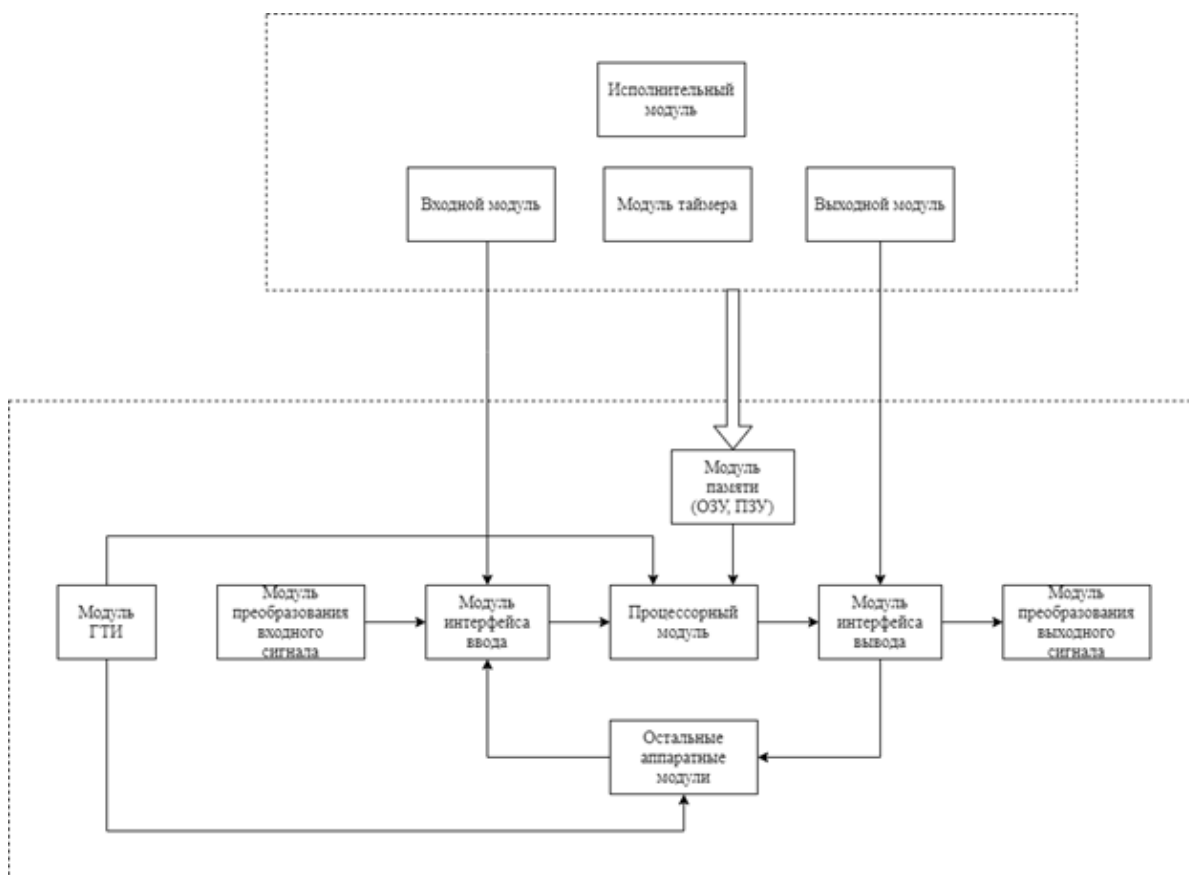 Исполнительный
модуль
Входной модуль
Модуль таймера
Выходной модуль
Модуль
памяти
(ОЗУ, ПЗУ)
Модуль
ГТИ
Модуль
преобразования
входного
сигнала
Модуль
интерфейса
ввода
Процессорный
модуль
Модуль
интерфейса
вывода
Модуль
преобразования
выходного
сигнала
Остальные
аппаратные
модули